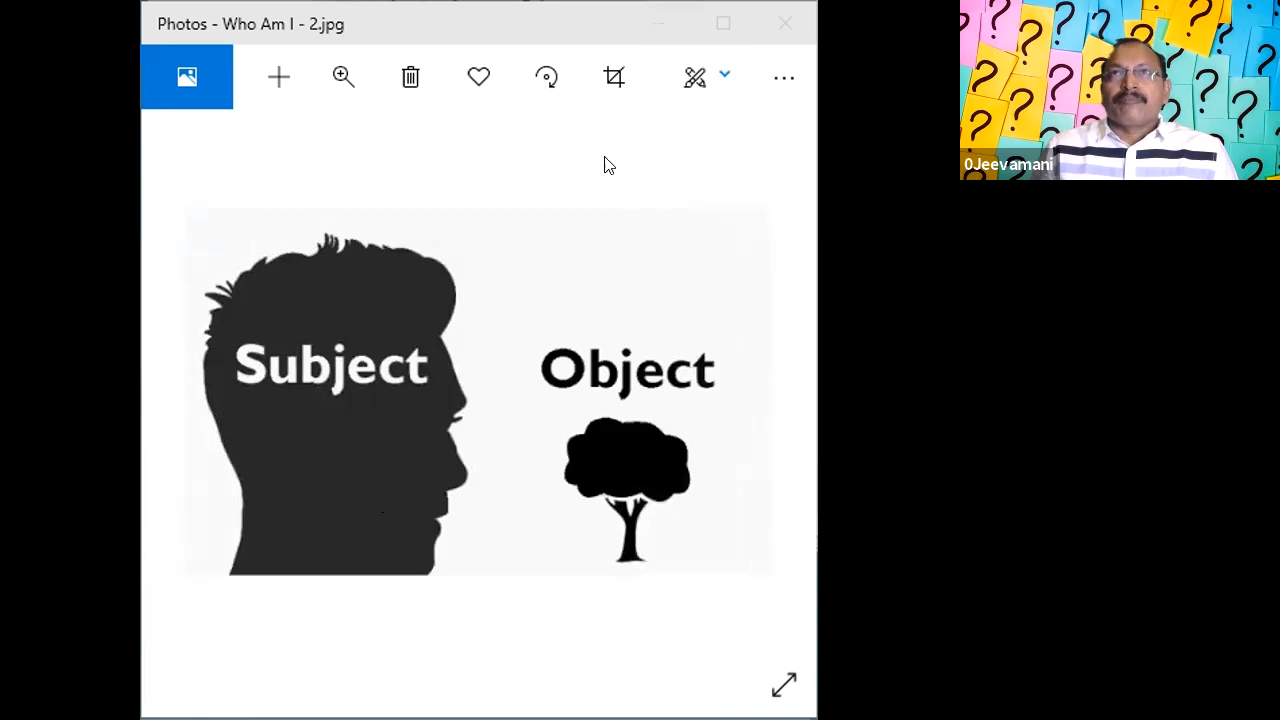 Photos - Who Am I - 2.jpg
Subject
Object
0Jeevamani
? ? ? ? ? ? ? ? ? ? ? ? ? ?